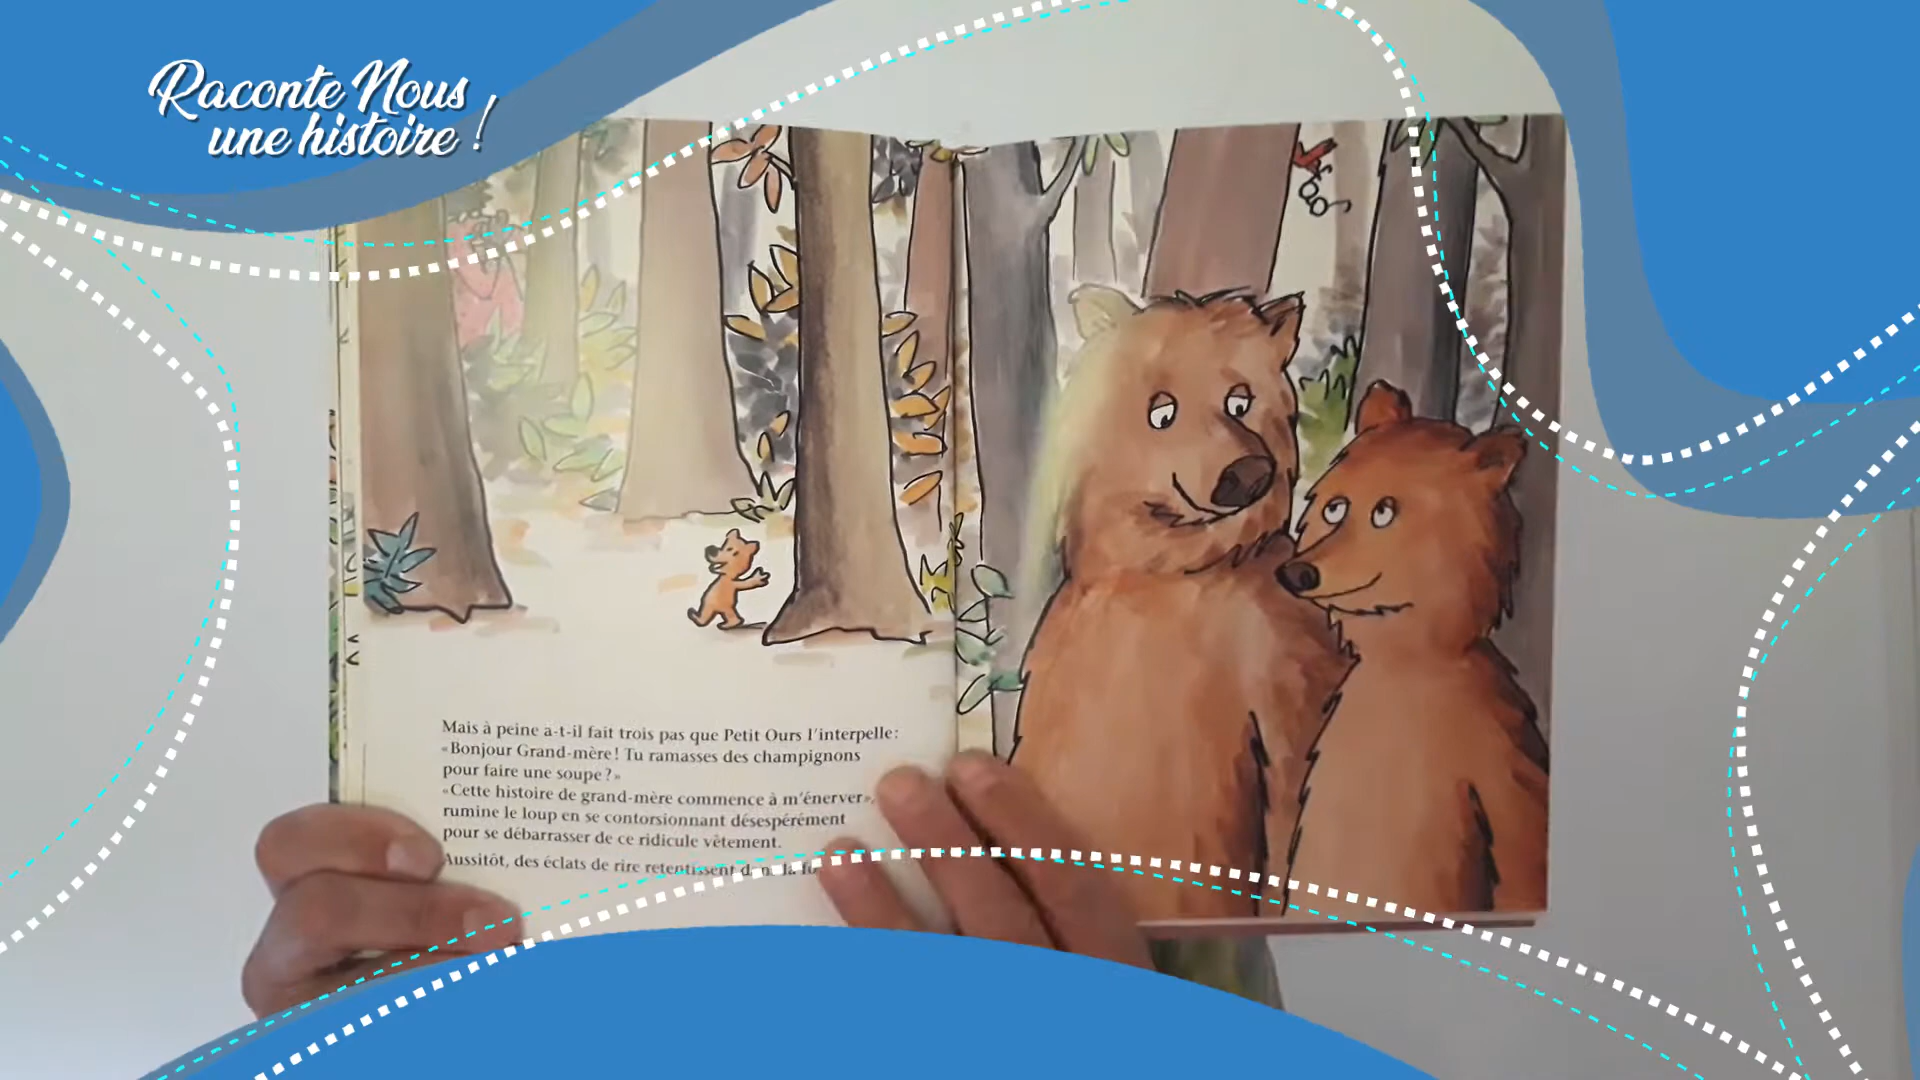 Raconte Nous
une histoire !
Mais à peine a-t-il fait trois pas que Petit Ours l'interpelle:
«Bonjour Grand-mère! Tu ramasses des champignons
pour faire une soupe?»
«Cette histoire de grand-mère commence à m'énerver»,
rumine le loup en se contorsionnant désespérément
pour se débarrasser de ce ridicule vêtement.
Aussitôt, des éclats de rire retentissent dans la